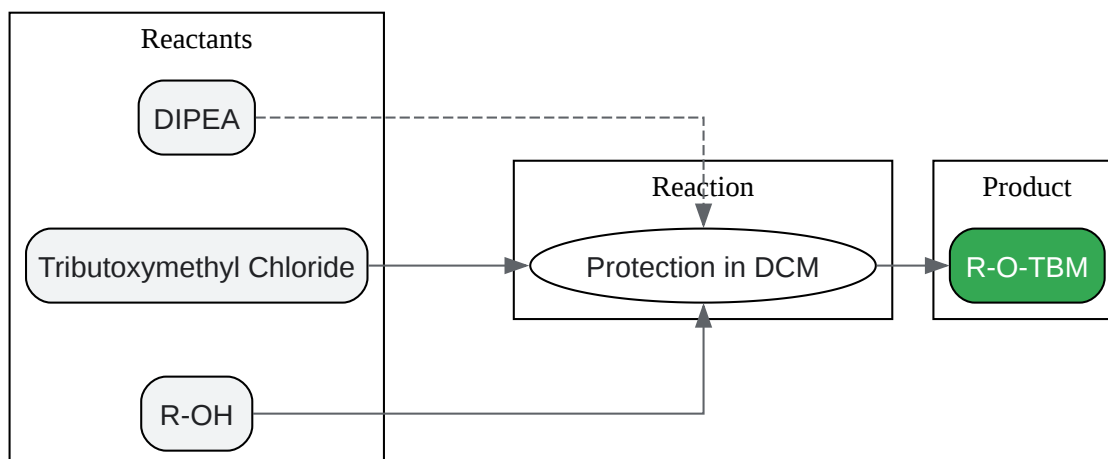 Reactants
DIPEA
Tributoxymethyl Chloride
R-OH
Reaction
Protection in DCM
Product
R-O-TBM